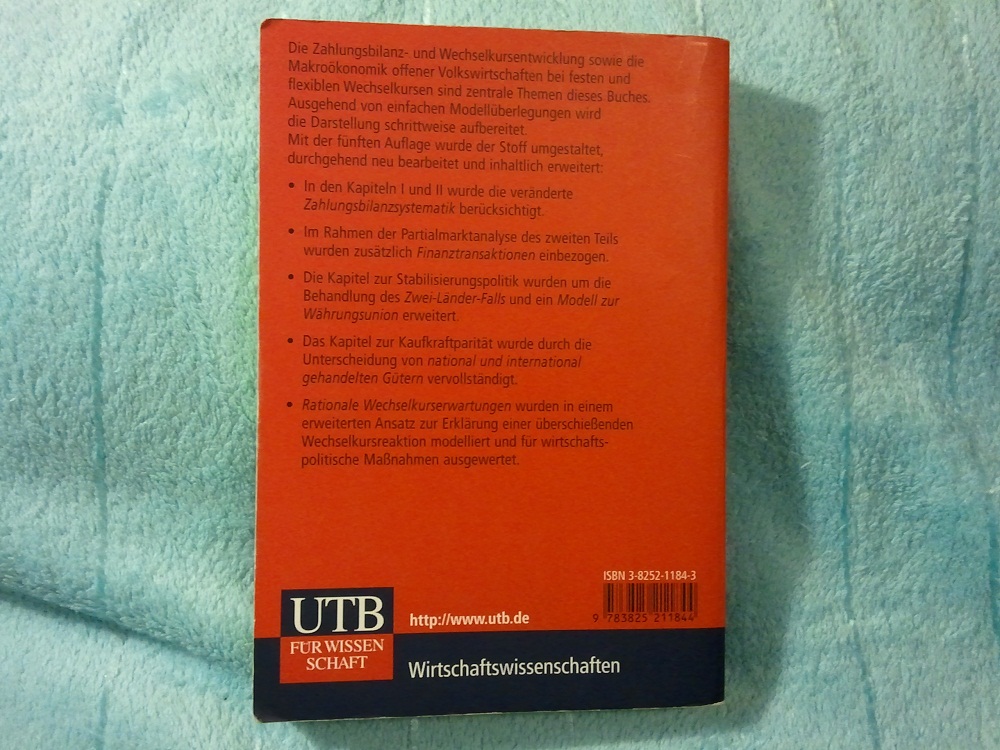 Die Zahlungsbilanz- und Wechselkursentwicklung sowie die
Makroökonomik offener Volkswirtschaften bei festen und
flexiblen Wechselkursen sind zentrale Themen dieses Buches.
Ausgehend von einfachen Modellüberlegungen wird
die Darstellung schrittweise aufbereitet.
Mit der fünften Auflage wurde der Stoff umgestaltet,
durchgehend neu bearbeitet und inhaltlich erweitert:
• In den Kapiteln I und II wurde die veränderte
Zahlungsbilanzsystematik berücksichtigt.
• Im Rahmen der Partialmarktanalyse des zweiten Teils
wurden zusätzlich Finanztransaktionen einbezogen.
• Die Kapitel zur Stabilisierungspolitik wurden um die
Behandlung des Zwei-Länder-Falls und ein Modell zur
Währungsunion erweitert.
• Das Kapitel zur Kaufkraftparität wurde durch die
Unterscheidung von national und international
gehandelten Gütern vervollständigt.
• Rationale Wechselkurserwartungen wurden in einem
erweiterten Ansatz zur Erklärung einer überschießenden
Wechselkursreaktion modelliert und für wirtschafts-
politische Maßnahmen ausgewertet.
ISBN 3-8252-1184-3
9 783825 211844
UTB
FÜR WISSEN
SCHAFT
http://www.utb.de
Wirtschaftswissenschaften